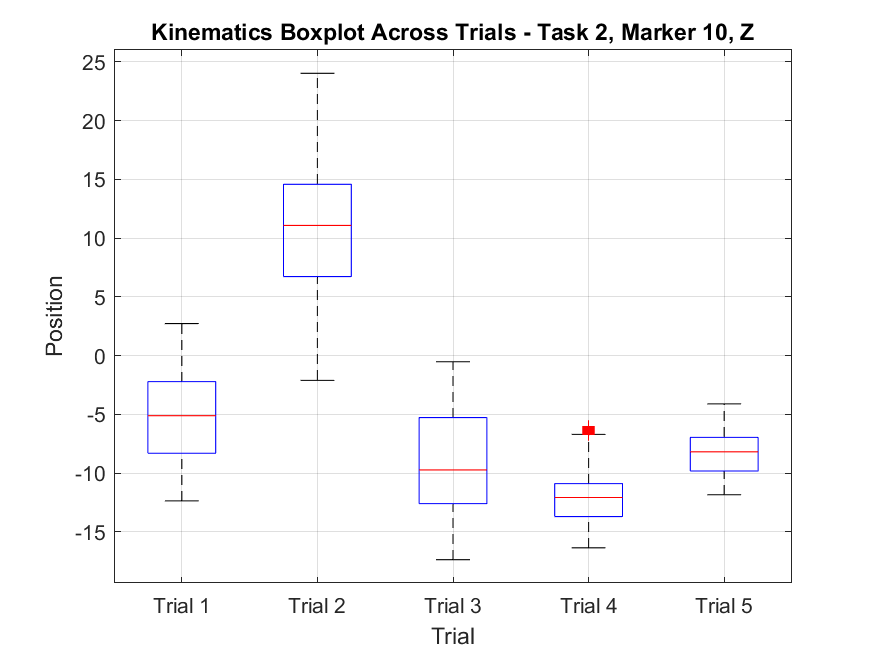 Kinematics Boxplot Across Trials - Task 2, Marker 10, Z
25
20
15
10
5
0
-5
-10
-15
Position
Trial 1 Trial 2 Trial 3 Trial 4 Trial 5
Trial